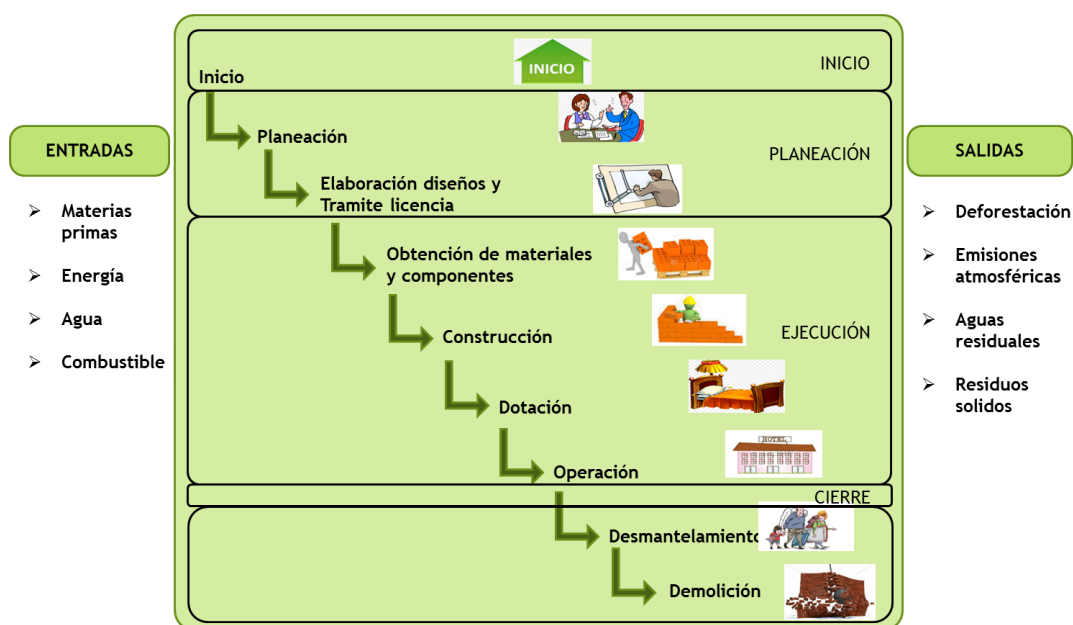 INICIO
INICIO
Inicio
Planeación
PLANEACIÓN
Elaboración diseños y
Tramite licencia
Obtención de materiales
y componentes
Construcción
EJECUCIÓN
Dotación
HOTEL
Operación
CIERRE
Desmantelamiento
Demolición
ENTRADAS
Materias
primas
Energía
Agua
Combustible
SALIDAS
Deforestación
Emisiones
atmosféricas
Aguas
residuales
Residuos
solidos